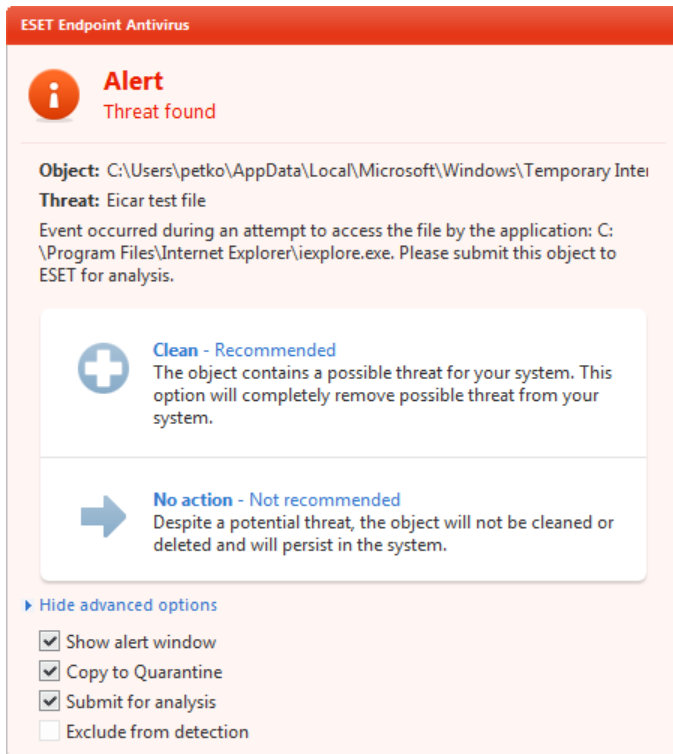 ESET Endpoint Antivirus
Alert
Threat found
Object: C:\Users\petko\AppData\Local\Microsoft\Windows\Temporary Inter
Threat: Eicar test file
Event occurred during an attempt to access the file by the application: C:
\Program Files\Internet Explorer\iexplore.exe. Please submit this object to
ESET for analysis.
Clean - Recommended
The object contains a possible threat for your system. This
option will completely remove possible threat from your
system.
No action - Not recommended
Despite a potential threat, the object will not be cleaned or
deleted and will persist in the system.
Hide advanced options
Show alert window
Copy to Quarantine
Submit for analysis
Exclude from detection